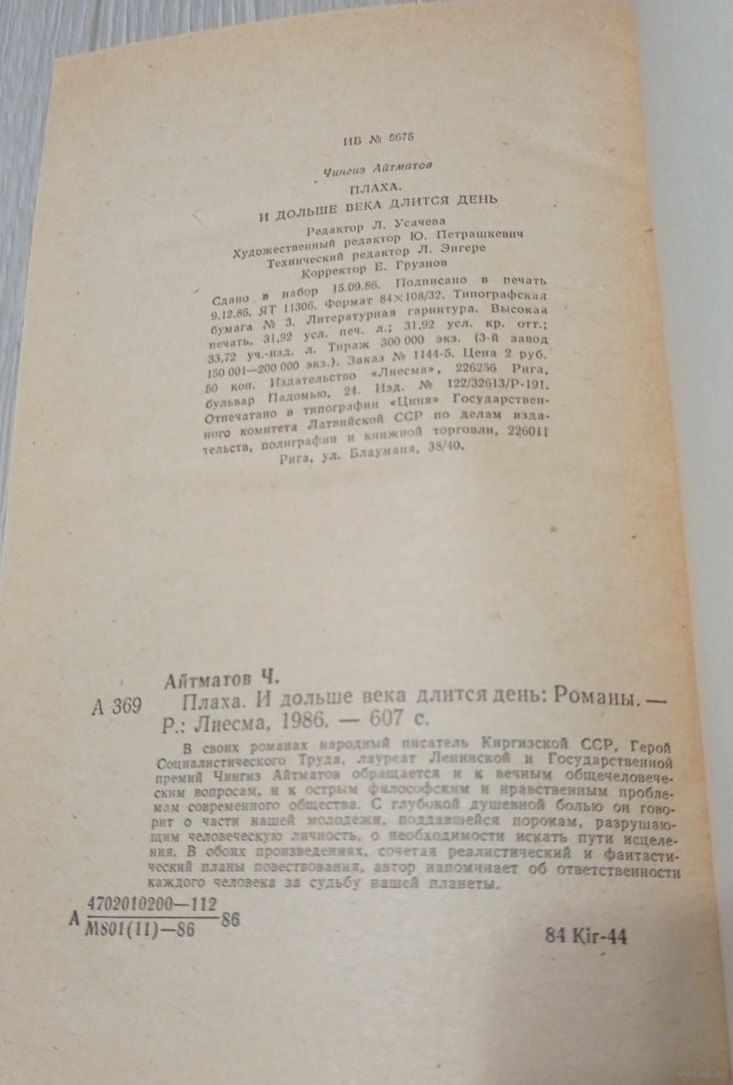 ИБ № 5675
Чингиз Айтматов
ПЛАХА.
И ДОЛЬШЕ ВЕКА ДЛИТСЯ ДЕНЬ
Редактор Л. Усачева
Художественный редактор Ю. Петрашкевич
Технический редактор Л. Энгере
Корректор Е. Грузнов
Сдано в набор 15.09.86. Подписано в печать
9.12.86. ЯТ 11306. Формат 84×108/32. Типографская
бумага № 3. Литературная гарнитура. Высокая
печать. 31,92 усл. печ. л.; 31,92 усл. кр. отт.;
33,72 уч.-изд. л. Тираж 300 000 экз. (3-й завод
150 001—200 000 экз.). Заказ № 1144-5. Цена 2 руб.
50 коп. Издательство «Лиесма», 226256 Рига,
бульвар Падомью, 24. Изд. № 122/32613/Р-191.
Отпечатано в типографии «Циня» Государствен-
ного комитета Латвийской ССР по делам изда-
тельств, полиграфии и книжной торговли, 226011
Рига, ул. Блауманя, 38/40.
Айтматов Ч.
А 369 Плаха. И дольше века длится день: Романы. —
Р.: Лиесма, 1986. — 607 с.
В своих романах народный писатель Киргизской ССР, Герой
Социалистического Труда, лауреат Ленинской и Государственной
премий Чингиз Айтматов обращается и к вечным общечеловече-
ским вопросам, и к острым философским и нравственным пробле-
мам современного общества. С глубокой душевной болью он гово-
рит о части нашей молодежи, поддавшейся порокам, разрушаю-
щим человеческую личность, о необходимости искать пути исцеле-
ния. В обоих произведениях, сочетая реалистический и фантасти-
ческий планы повествования, автор напоминает об ответственности
каждого человека за судьбу нашей планеты.
А 4702010200—112
М801(11)—86 86
84 Kir-44